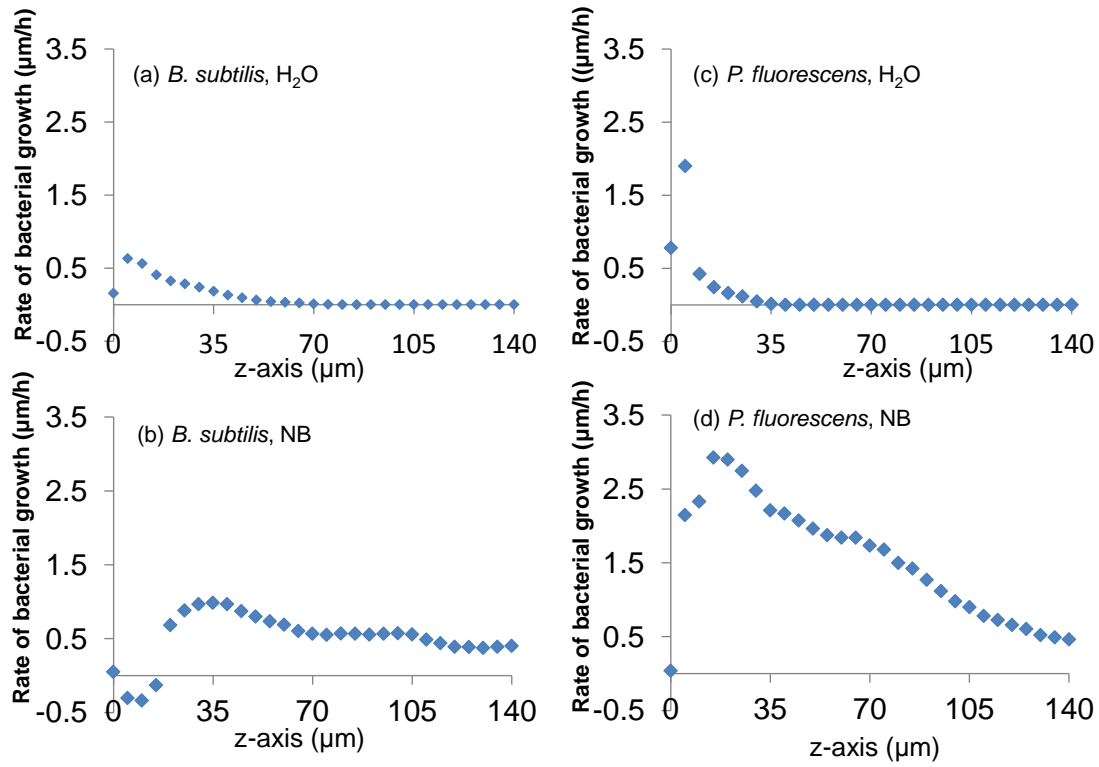 Rate of bacterial growth (µm/h)
3.5
2.5
1.5
0.5
-0.5
(a) B. subtilis, H₂O
0 35 70 105 140
z-axis (µm)
Rate of bacterial growth ((µm/h)
3.5
2.5
1.5
0.5
-0.5
(c) P. fluorescens, H₂O
0 35 70 105 140
z-axis (µm)
Rate of bacterial growth (µm/h)
3.5
2.5
1.5
0.5
-0.5
(b) B. subtilis, NB
0 35 70 105 140
z-axis (µm)
Rate of bacterial growth (µm/h)
3.5
2.5
1.5
0.5
-0.5
(d) P. fluorescens, NB
0 35 70 105 140
z-axis (µm)